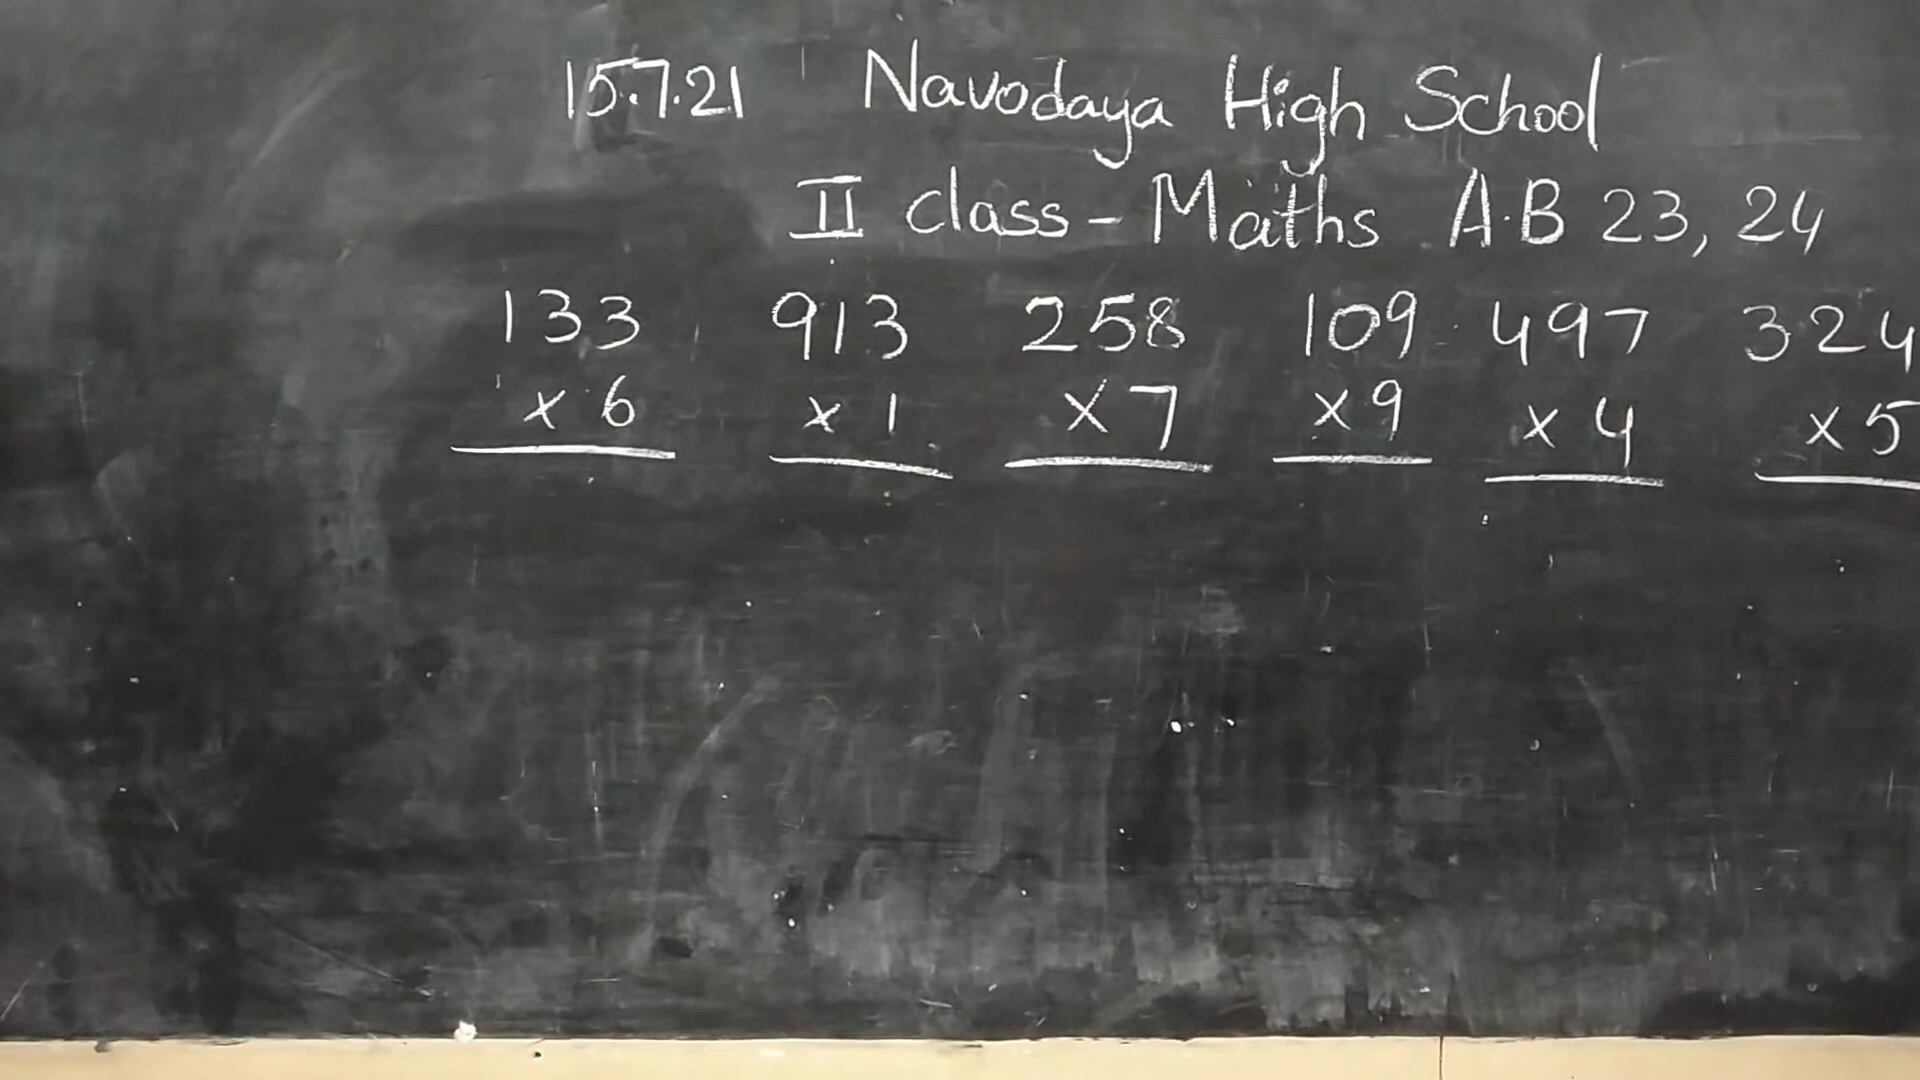 15.7.21 Navodaya High School
II class - Maths A.B 23, 24
133 913 258 109 497 324
x 6 x 1 x 7 x 9 x 4 x 5